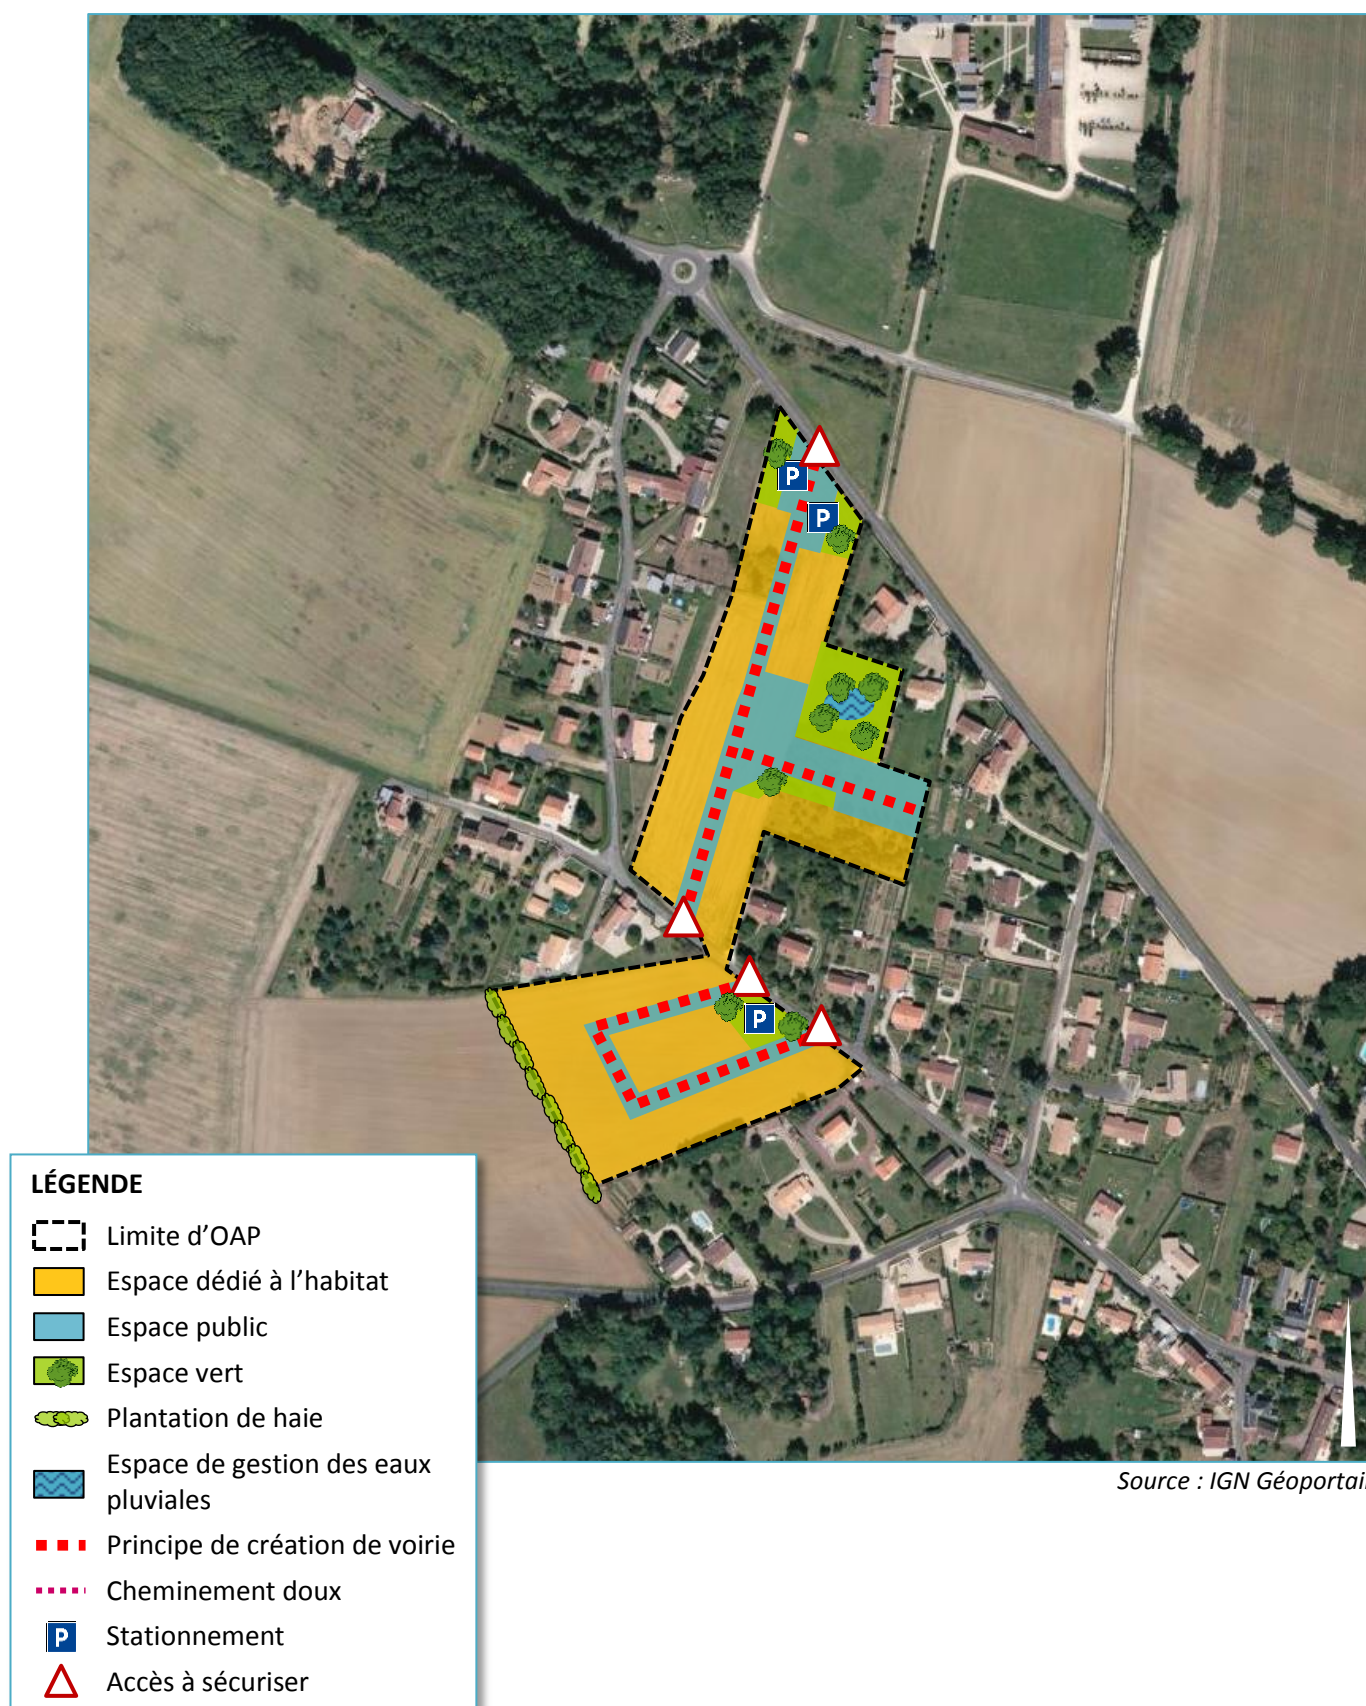 P
P
P
LÉGENDE
Limite d’OAP
Espace dédié à l’habitat
Espace public
Espace vert
Plantation de haie
Espace de gestion des eaux
pluviales
Principe de création de voirie
Cheminement doux
P Stationnement
Accès à sécuriser
Source : IGN Géoportail